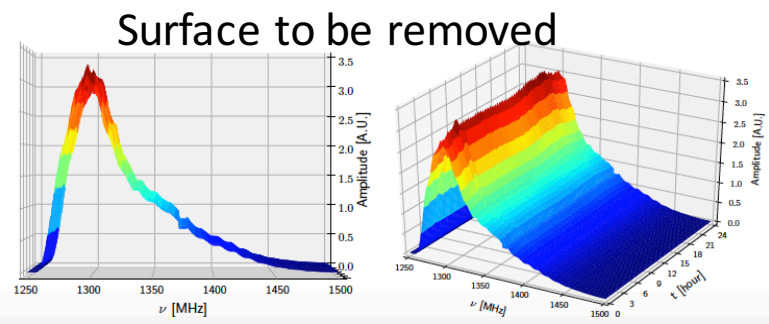 Surface to be removed
3.5
3.0
2.5
2.0
1.5
1.0
0.5
0.0
Amplitude [A.U.]
1250 1300 1350 1400 1450 1500
ν [MHz]
3.5
3.0
2.5
2.0
1.5
1.0
0.5
0.0
Amplitude [A.U.]
1250 1300 1350 1400 1450 1500
ν [MHz]
0 3 6 9 12 15 18 21 24
t [hour]